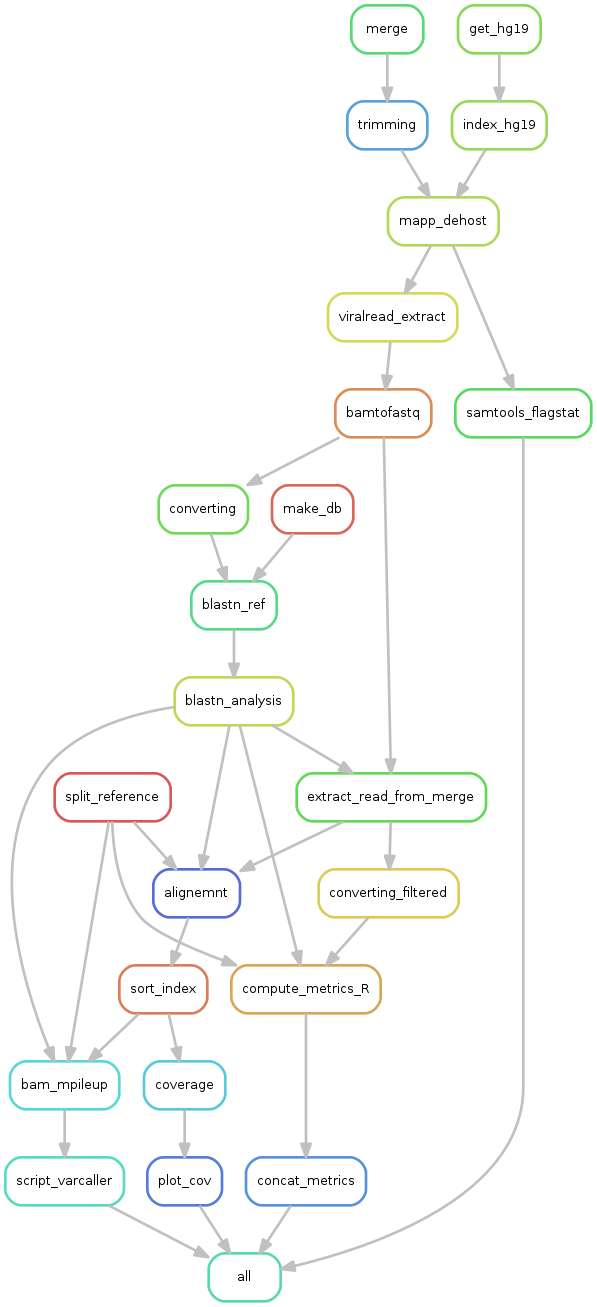 merge
get_hg19
trimming
index_hg19
mapp_dehost
viralread_extract
bamtofastq
samtools_flagstat
converting
make_db
blastn_ref
blastn_analysis
split_reference
extract_read_from_merge
alignemnt
converting_filtered
sort_index
compute_metrics_R
bam_mpileup
coverage
script_varcaller
plot_cov
concat_metrics
all